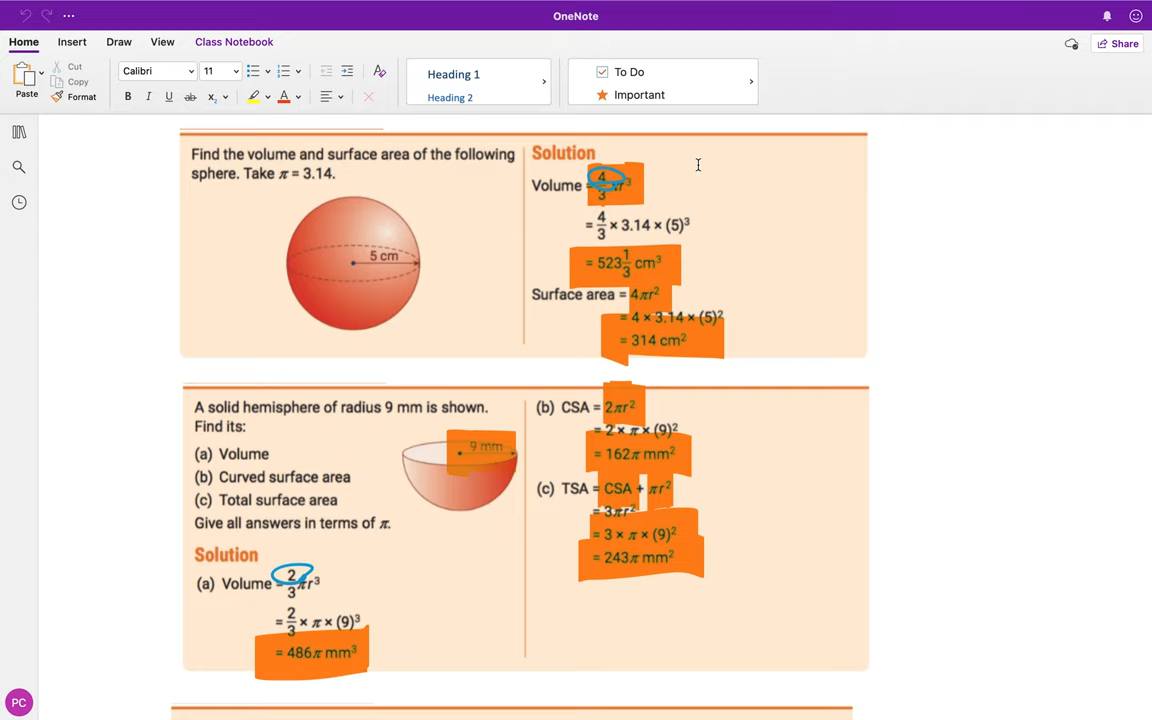 OneNote
Home Insert Draw View Class Notebook
Share
Paste
Cut
Copy
Format
Calibri 11
B I U ab x₂ A
Heading 1
Heading 2
To Do
Important
Find the volume and surface area of the following
sphere. Take π = 3.14.
5 cm
Solution
Volume = 4/3 πr³
= 4/3 × 3.14 × (5)³
= 523 1/3 cm³
Surface area = 4πr²
= 4 × 3.14 × (5)²
= 314 cm²
A solid hemisphere of radius 9 mm is shown.
Find its:
(a) Volume
(b) Curved surface area
(c) Total surface area
Give all answers in terms of π.
9 mm
Solution
(a) Volume = 2/3 πr³
= 2/3 × π × (9)³
= 486π mm³
(b) CSA = 2πr²
= 2 × π × (9)²
= 162π mm²
(c) TSA = CSA + πr²
= 3πr²
= 3 × π × (9)²
= 243π mm²
PC